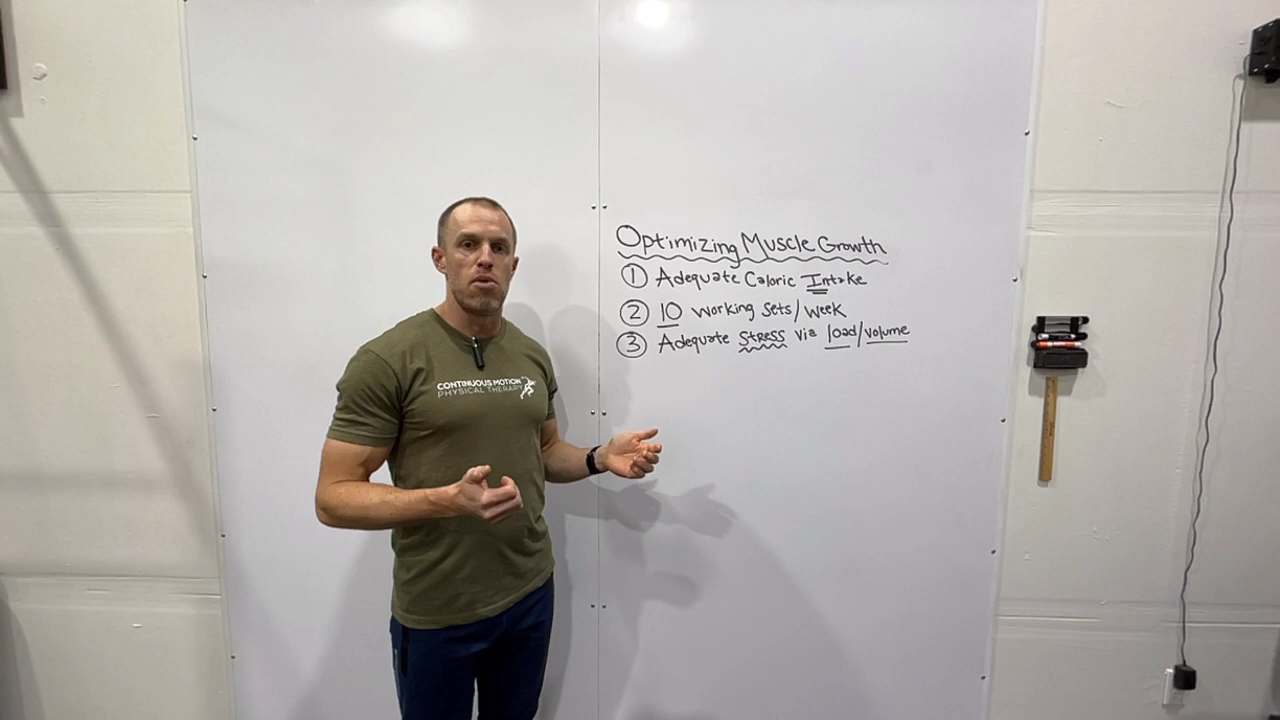 Optimizing Muscle Growth
① Adequate Caloric Intake
② 10 working sets/week
③ Adequate Stress via load/volume
CONTINUOUS MOTION
PHYSICAL THERAPY